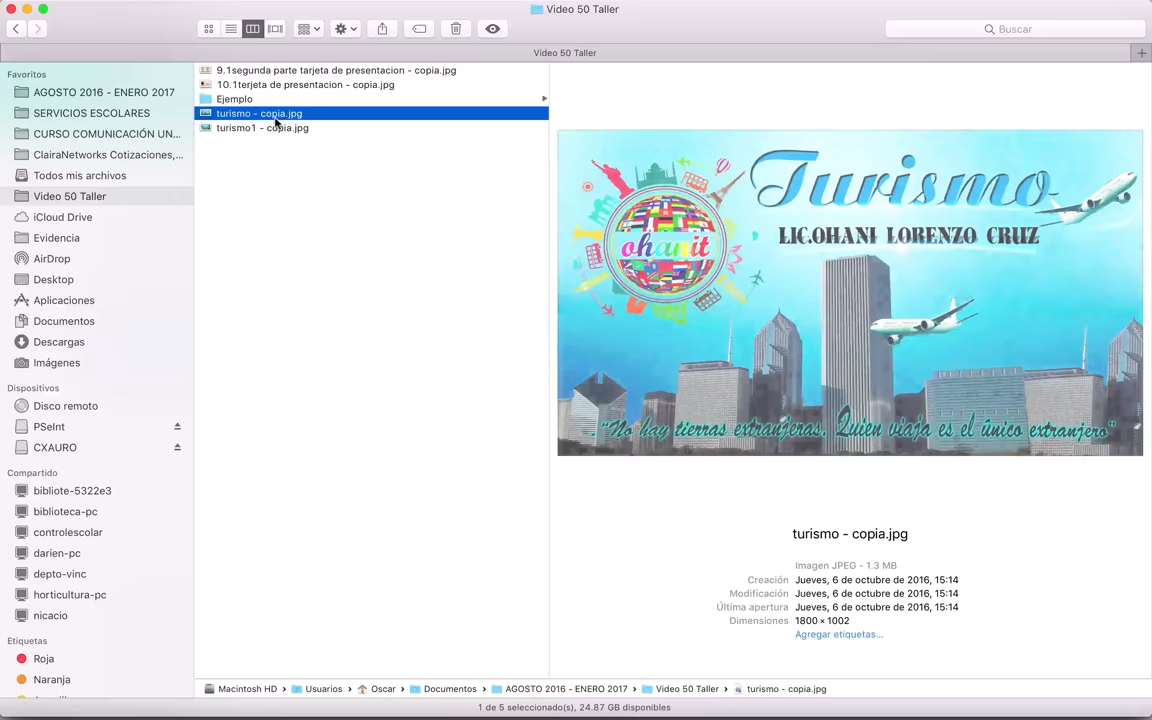 Video 50 Taller
Buscar
Video 50 Taller
Favoritos
AGOSTO 2016 - ENERO 2017
SERVICIOS ESCOLARES
CURSO COMUNICACIÓN UN...
ClairaNetworks Cotizaciones,...
Todos mis archivos
Video 50 Taller
iCloud Drive
Evidencia
AirDrop
Desktop
Aplicaciones
Documentos
Descargas
Imágenes
Dispositivos
Disco remoto
PSeInt
CXAURO
Compartido
bibliote-5322e3
biblioteca-pc
controlescolar
darien-pc
depto-vinc
horticultura-pc
nicacio
Etiquetas
Roja
Naranja
9.1segunda parte tarjeta de presentacion - copia.jpg
10.1terjeta de presentacion - copia.jpg
Ejemplo
turismo - copia.jpg
turismo1 - copia.jpg
Turismo
LIC.OHANI LORENZO CRUZ
ohanit
."No hay tierras extranjeras. Quien viaja es el único extranjero"
turismo - copia.jpg
Imagen JPEG - 1.3 MB
Creación Jueves, 6 de octubre de 2016, 15:14
Modificación Jueves, 6 de octubre de 2016, 15:14
Última apertura Jueves, 6 de octubre de 2016, 15:14
Dimensiones 1800 × 1002
Agregar etiquetas...
Macintosh HD › Usuarios › Oscar › Documentos › AGOSTO 2016 - ENERO 2017 › Video 50 Taller › turismo - copia.jpg
1 de 5 seleccionado(s), 24.87 GB disponibles